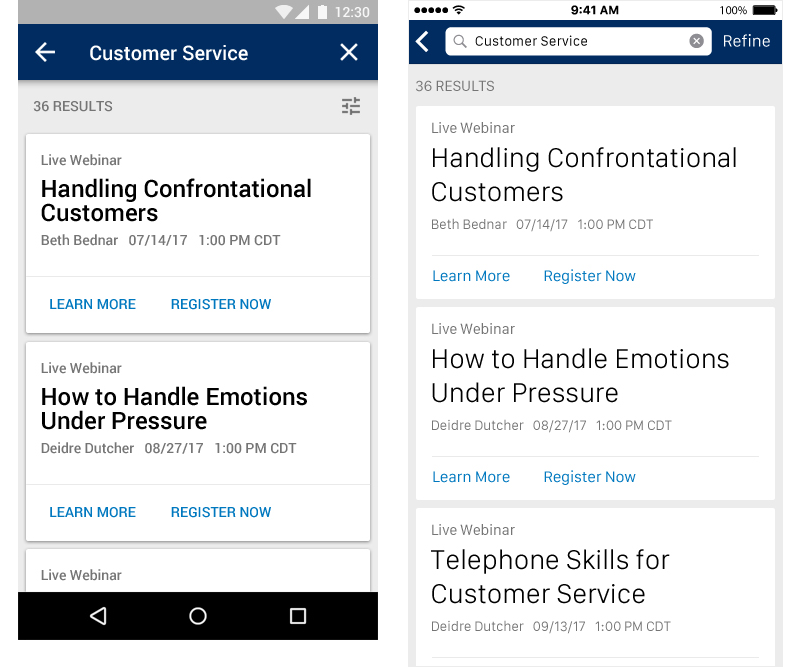 12:30
Customer Service
36 RESULTS
Live Webinar
Handling Confrontational
Customers
Beth Bednar 07/14/17 1:00 PM CDT
LEARN MORE REGISTER NOW
Live Webinar
How to Handle Emotions
Under Pressure
Deidre Dutcher 08/27/17 1:00 PM CDT
LEARN MORE REGISTER NOW
Live Webinar
9:41 AM 100%
Customer Service Refine
36 RESULTS
Live Webinar
Handling Confrontational
Customers
Beth Bednar 07/14/17 1:00 PM CDT
Learn More Register Now
Live Webinar
How to Handle Emotions
Under Pressure
Deidre Dutcher 08/27/17 1:00 PM CDT
Learn More Register Now
Live Webinar
Telephone Skills for
Customer Service
Deidre Dutcher 09/13/17 1:00 PM CDT